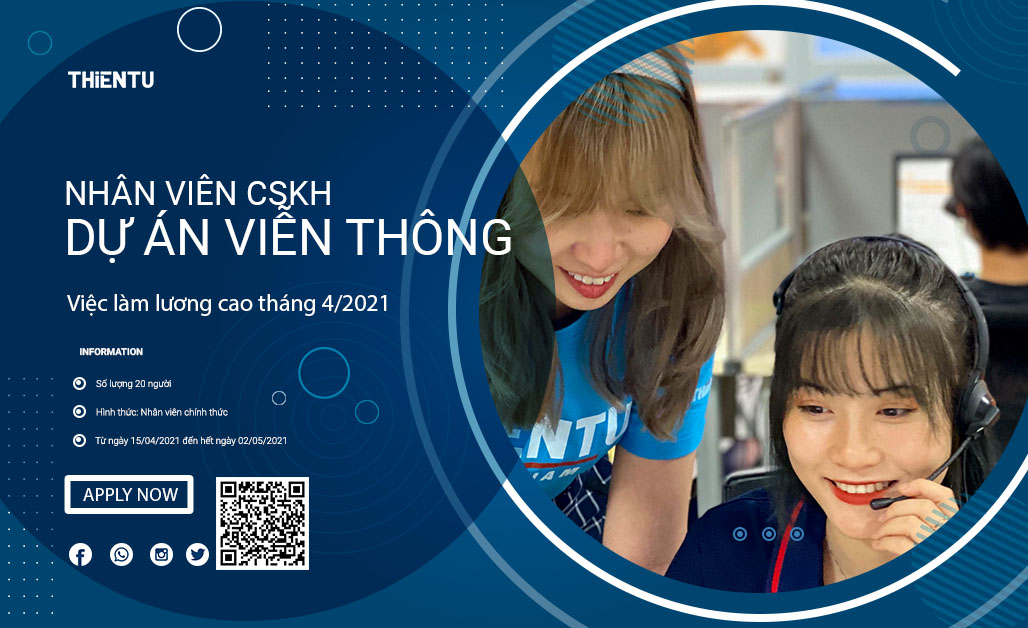 THiENTU
NHÂN VIÊN CSKH
DỰ ÁN VIỄN THÔNG
Việc làm lương cao tháng 4/2021
INFORMATION
Số lượng 20 người
Hình thức: Nhân viên chính thức
Từ ngày 15/04/2021 đến hết ngày 02/05/2021
APPLY NOW
ENTU
NAM